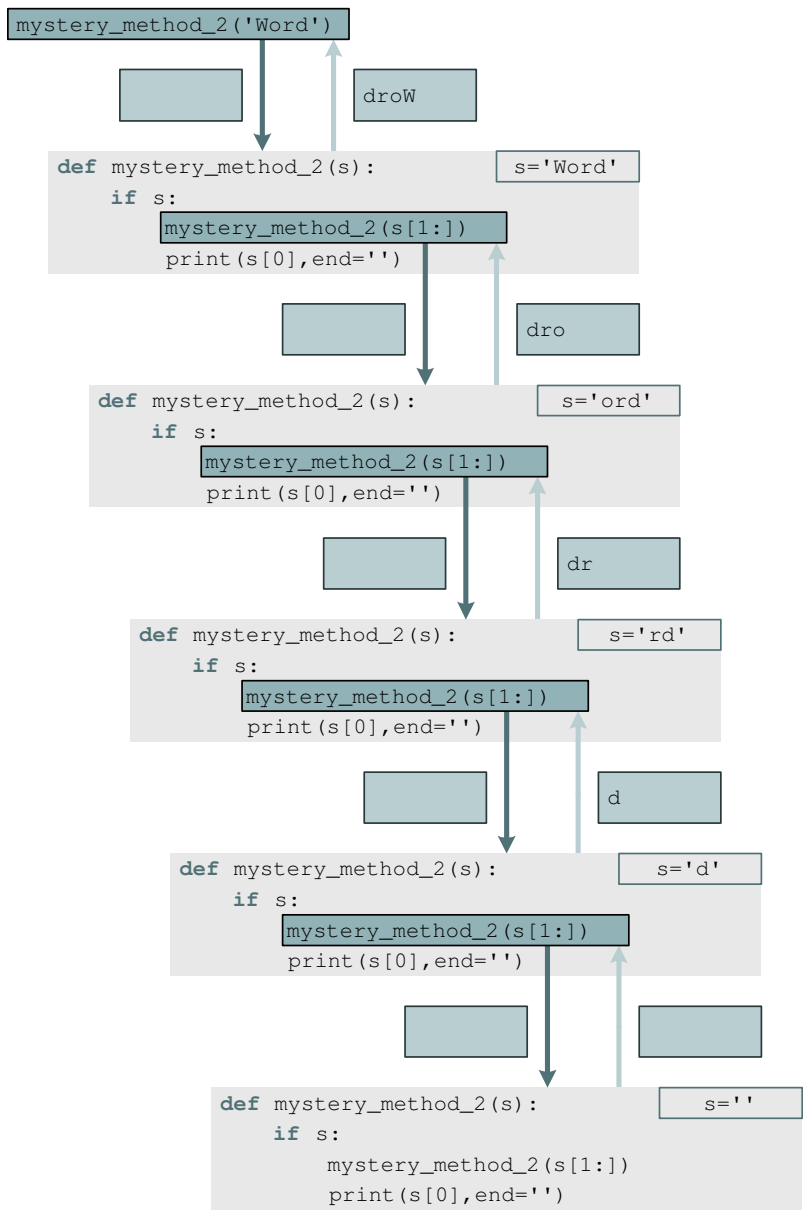 mystery_method_2('Word')
droW
def mystery_method_2(s): s='Word'
if s:
mystery_method_2(s[1:])
print(s[0],end='')
dro
def mystery_method_2(s): s='ord'
if s:
mystery_method_2(s[1:])
print(s[0],end='')
dr
def mystery_method_2(s): s='rd'
if s:
mystery_method_2(s[1:])
print(s[0],end='')
d
def mystery_method_2(s): s='d'
if s:
mystery_method_2(s[1:])
print(s[0],end='')
def mystery_method_2(s): s=''
if s:
mystery_method_2(s[1:])
print(s[0],end='')